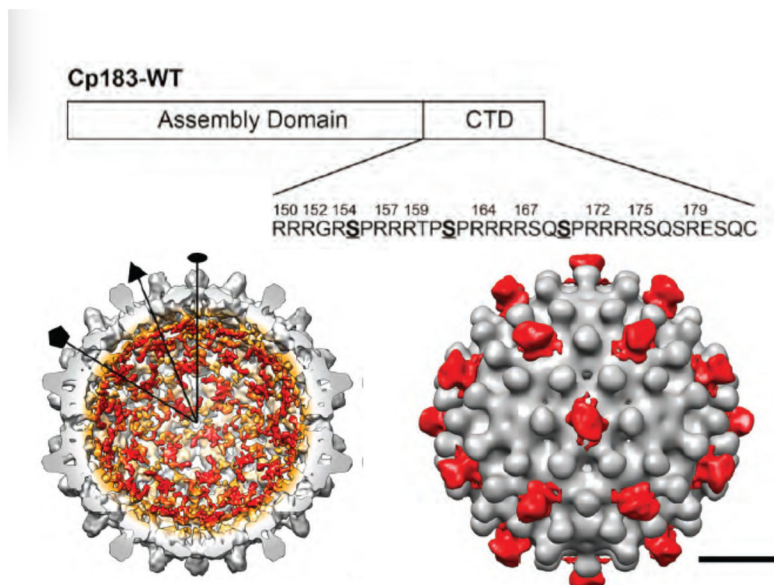 Cp183-WT
Assembly Domain CTD
150 152 154 157 159 164 167 172 175 179
RRRGRSPRRRTPSPRRRRSQSPRRRRSQSRESQC